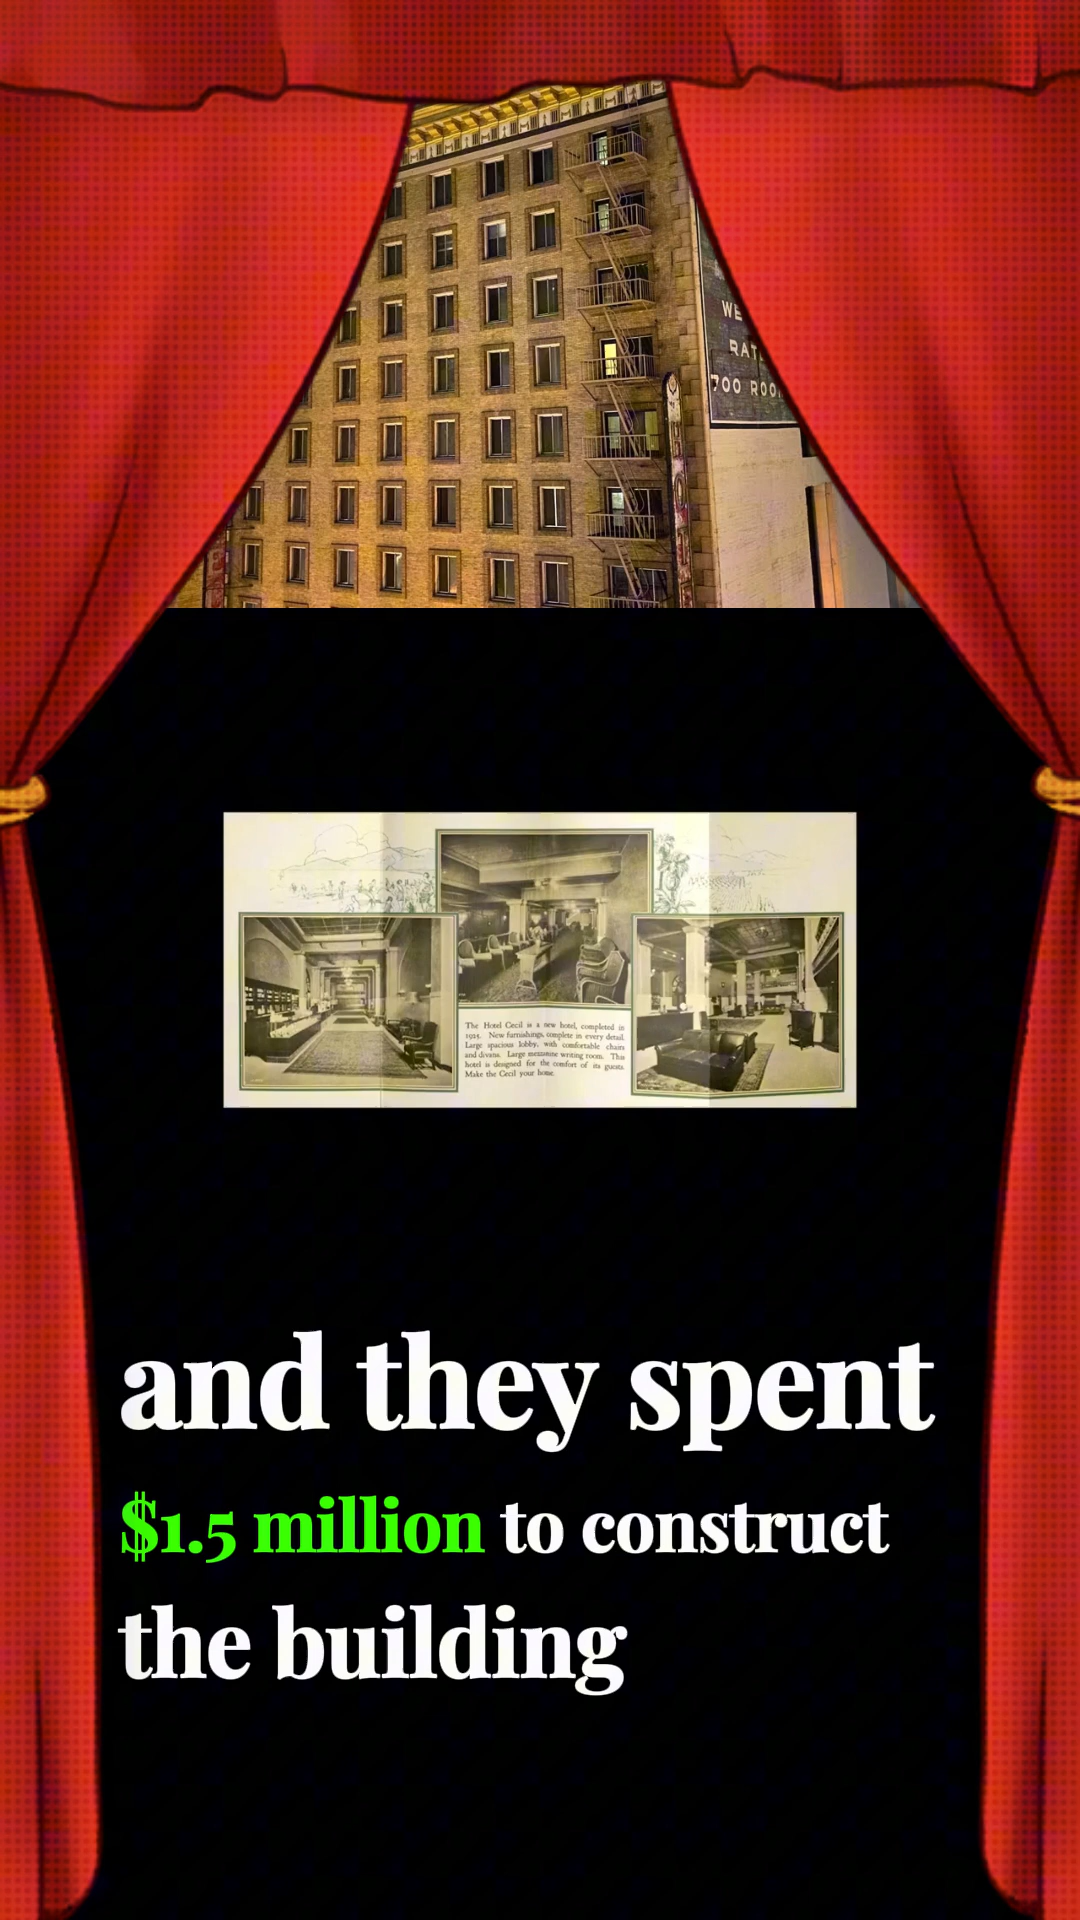 WE
RAT
700 ROO
The Hotel Cecil is a new hotel, completed in
1925. New furnishings, complete in every detail.
Large spacious lobby, with comfortable chairs
and divans. Large mezzanine writing room. This
hotel is designed for the comfort of its guests.
Make the Cecil your home.
and they spent
$1.5 million to construct
the building